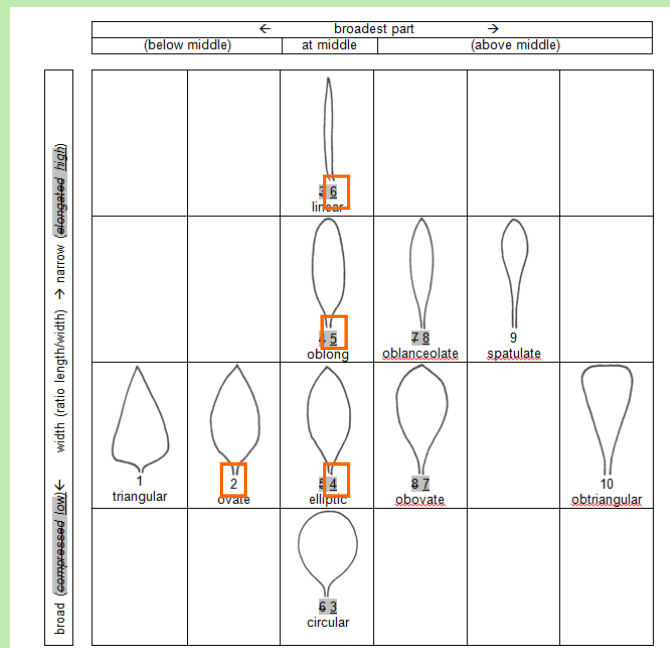 ← broadest part →
(below middle) at middle (above middle)
broad (compressed low)← width (ratio length/width) → narrow (elongated high)
3 6
linear
4 5
oblong
7 8
oblanceolate
9
spatulate
1
triangular
2
ovate
5 4
elliptic
8 7
obovate
10
obtriangular
6 3
circular